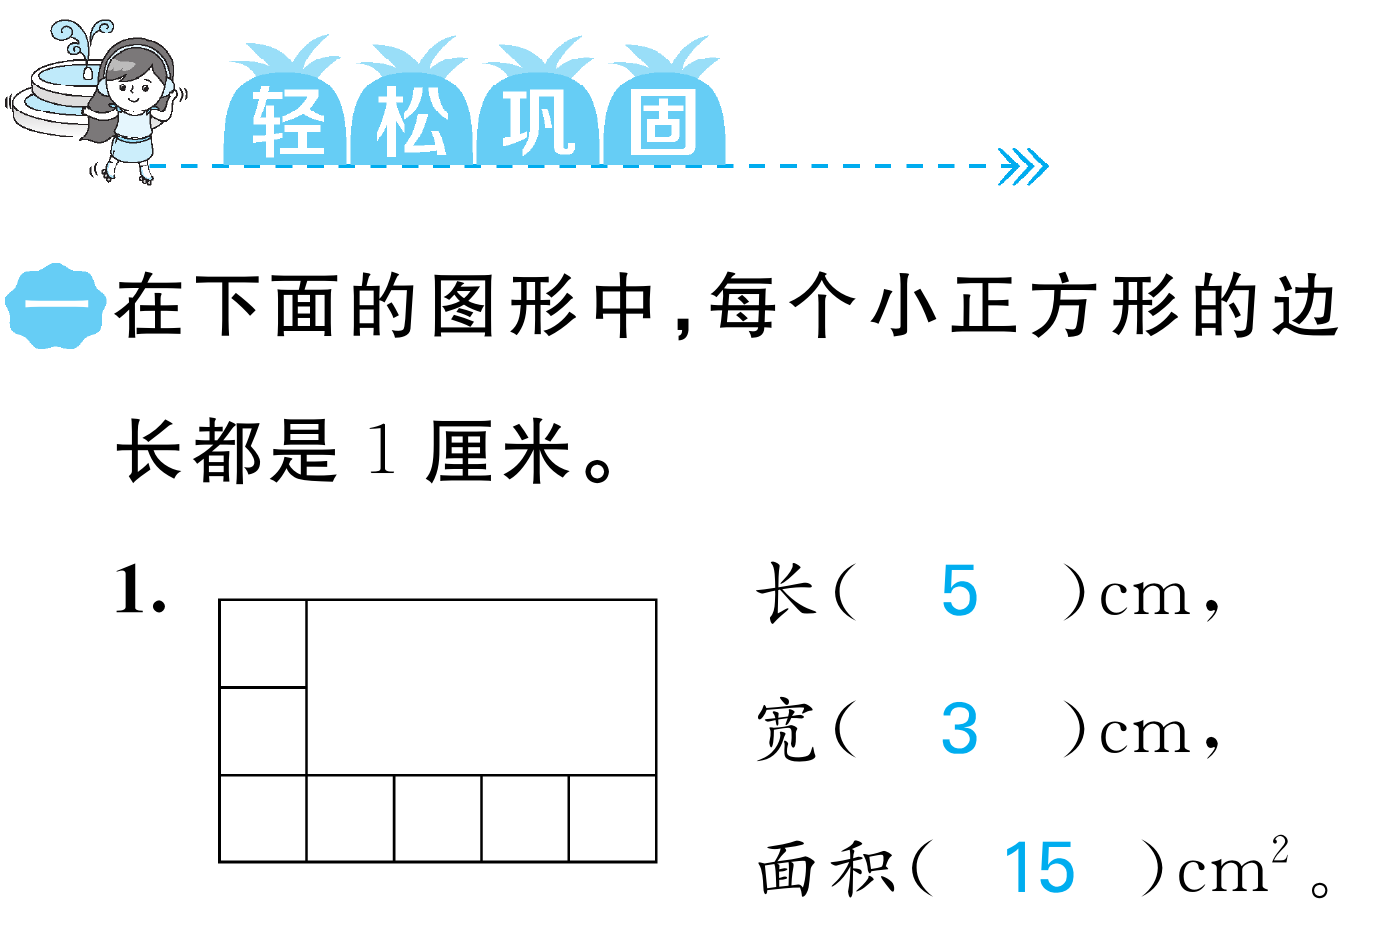 轻松巩固
一 在下面的图形中,每个小正方形的边
长都是 1 厘米。
1.
长( 5 )cm,
宽( 3 )cm,
面积( 15 )cm²。